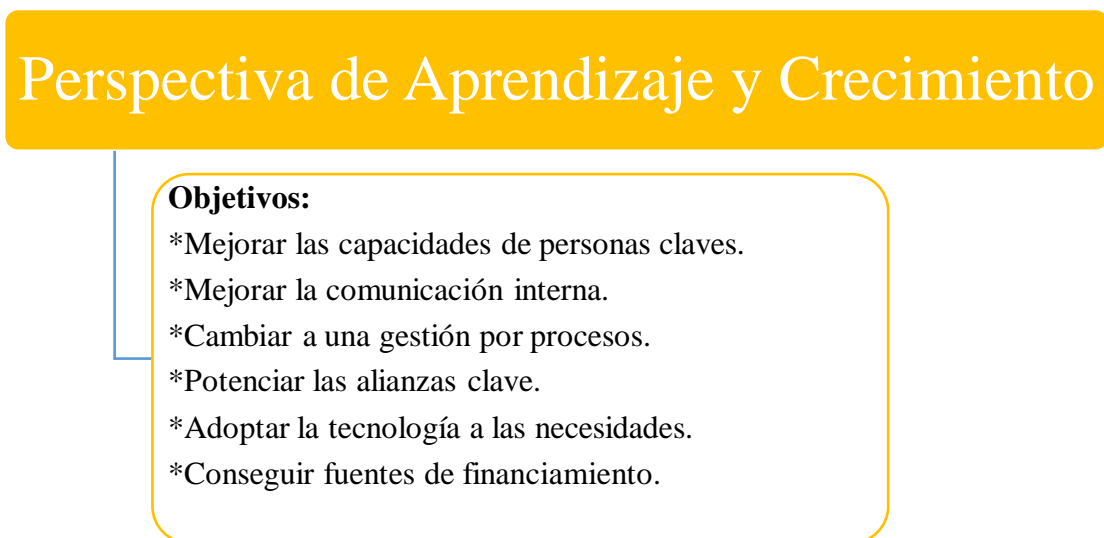 Perspectiva de Aprendizaje y Crecimiento
Objetivos:
*Mejorar las capacidades de personas claves.
*Mejorar la comunicación interna.
*Cambiar a una gestión por procesos.
*Potenciar las alianzas clave.
*Adoptar la tecnología a las necesidades.
*Conseguir fuentes de financiamiento.